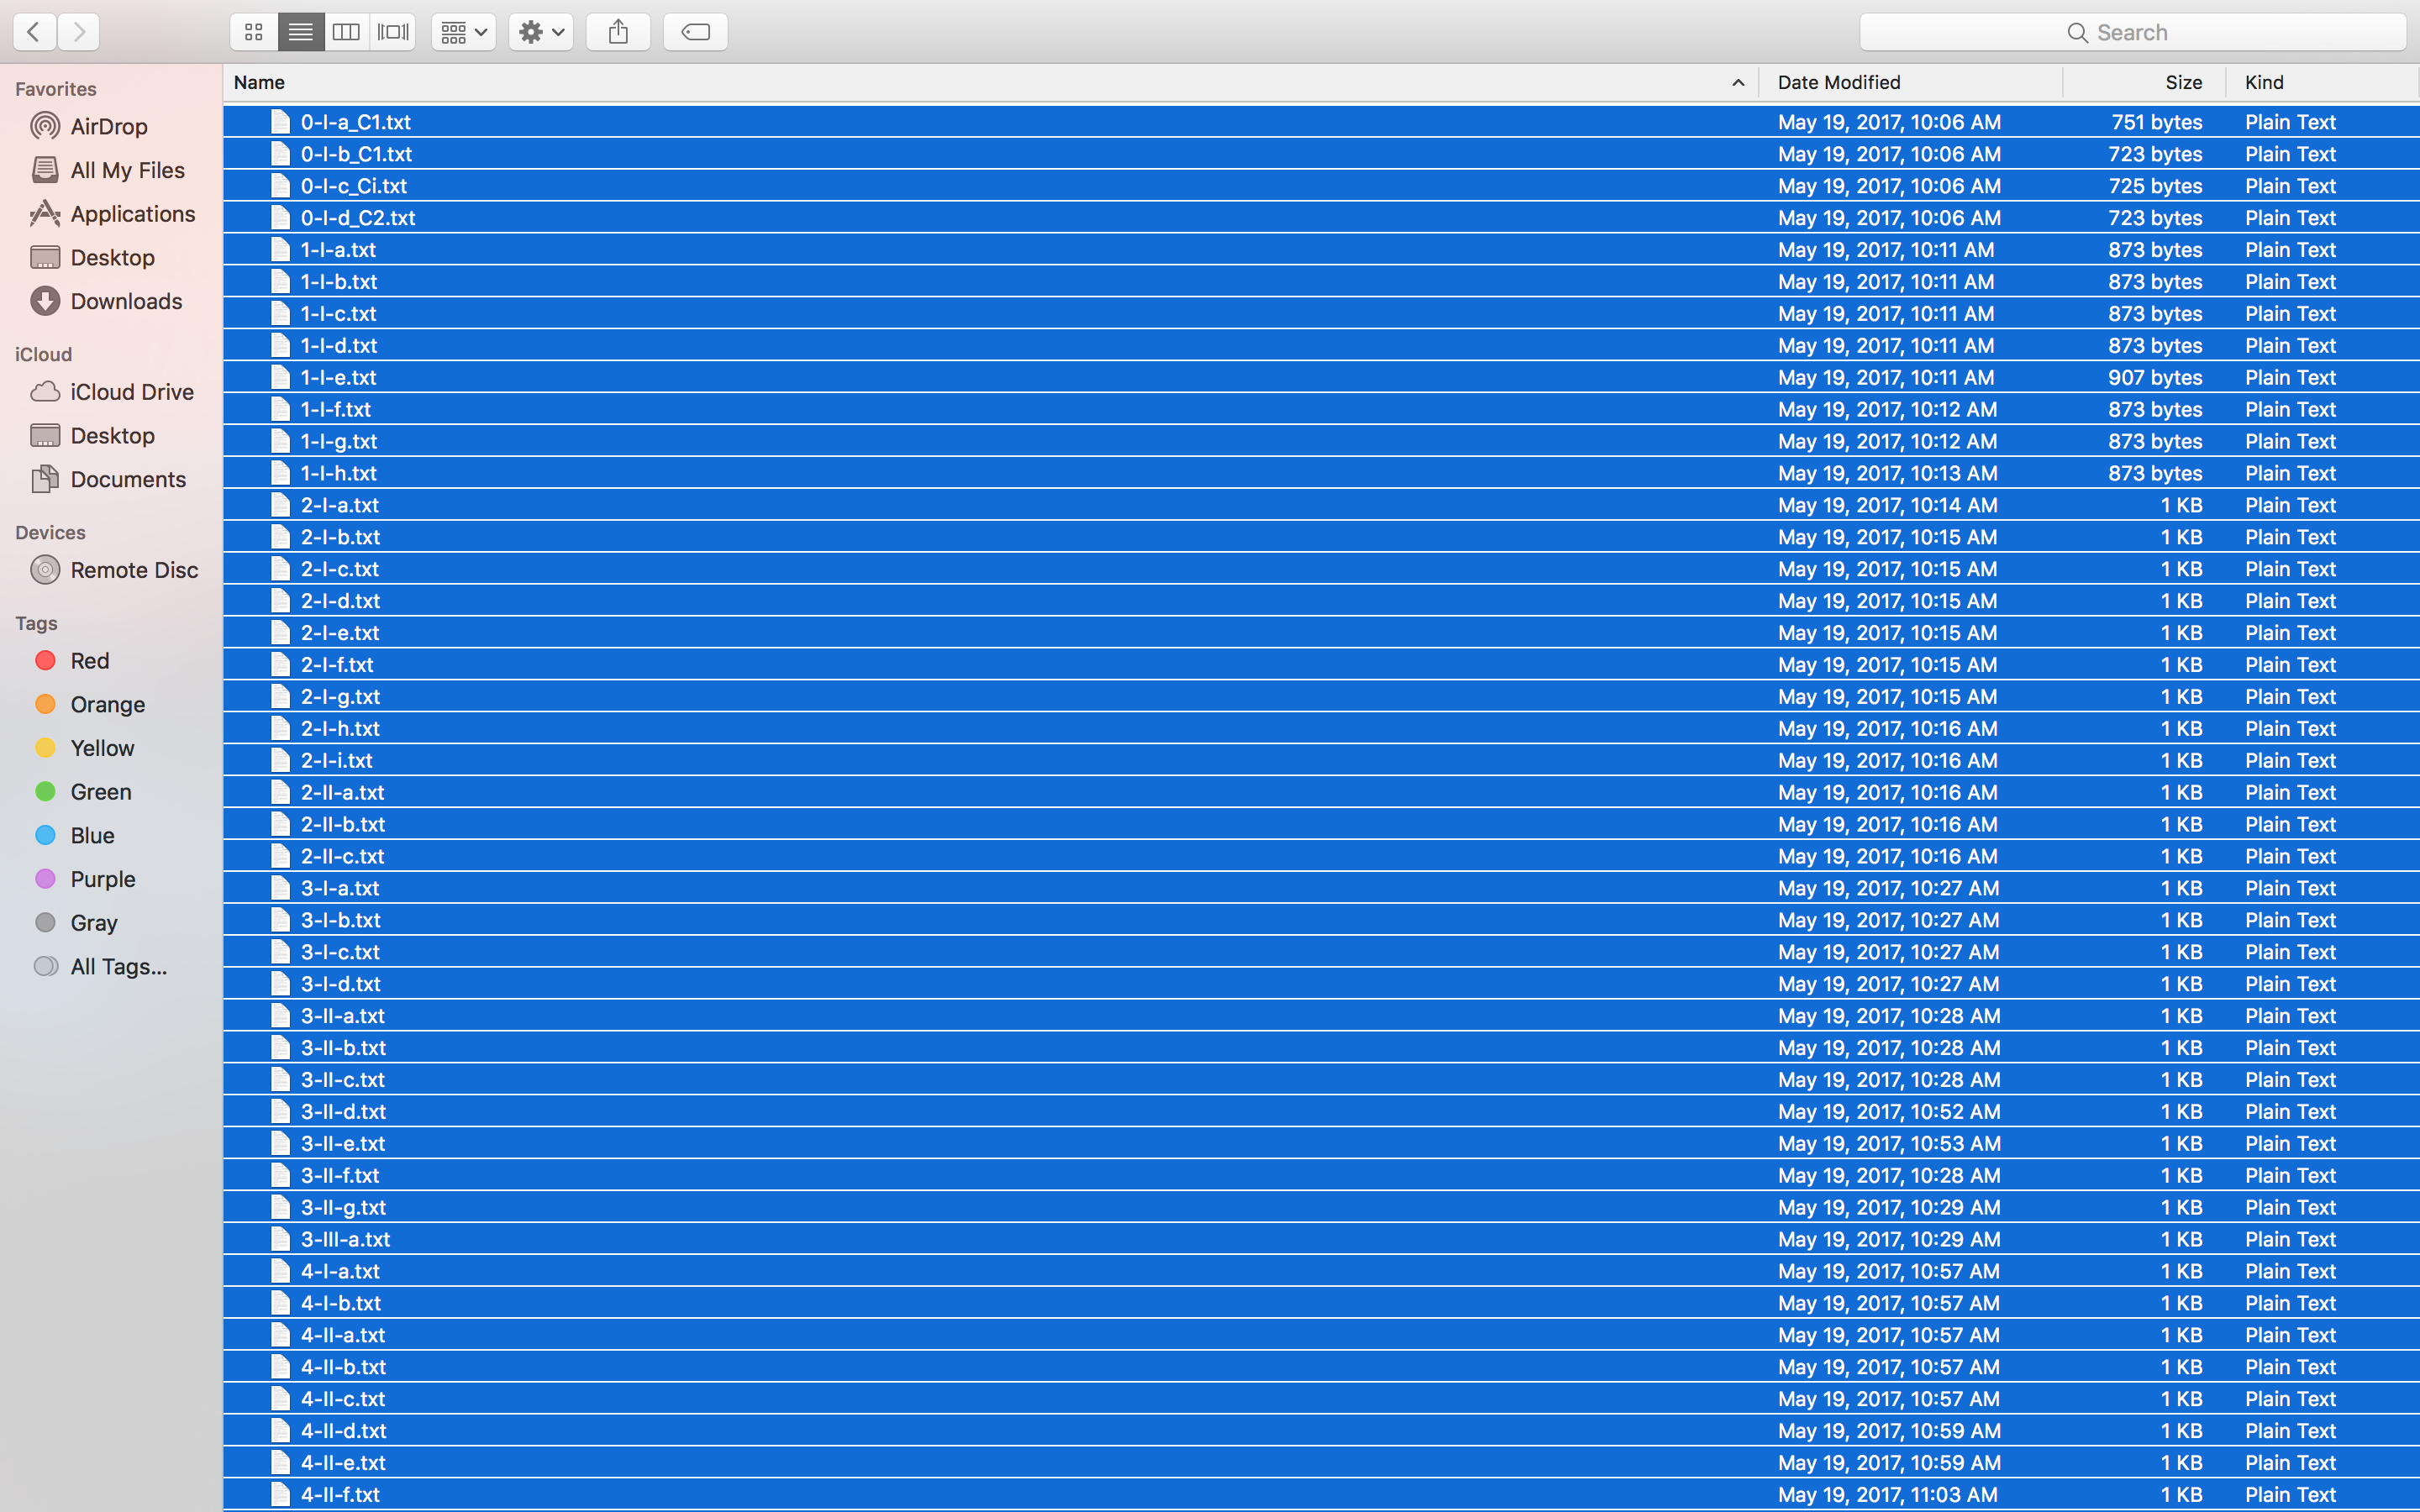 Search
Name Date Modified Size Kind
Favorites
AirDrop
All My Files
Applications
Desktop
Downloads
iCloud
iCloud Drive
Desktop
Documents
Devices
Remote Disc
Tags
Red
Orange
Yellow
Green
Blue
Purple
Gray
All Tags...
0-I-a_C1.txt May 19, 2017, 10:06 AM 751 bytes Plain Text
0-I-b_C1.txt May 19, 2017, 10:06 AM 723 bytes Plain Text
0-I-c_Ci.txt May 19, 2017, 10:06 AM 725 bytes Plain Text
0-I-d_C2.txt May 19, 2017, 10:06 AM 723 bytes Plain Text
1-I-a.txt May 19, 2017, 10:11 AM 873 bytes Plain Text
1-I-b.txt May 19, 2017, 10:11 AM 873 bytes Plain Text
1-I-c.txt May 19, 2017, 10:11 AM 873 bytes Plain Text
1-I-d.txt May 19, 2017, 10:11 AM 873 bytes Plain Text
1-I-e.txt May 19, 2017, 10:11 AM 907 bytes Plain Text
1-I-f.txt May 19, 2017, 10:12 AM 873 bytes Plain Text
1-I-g.txt May 19, 2017, 10:12 AM 873 bytes Plain Text
1-I-h.txt May 19, 2017, 10:13 AM 873 bytes Plain Text
2-I-a.txt May 19, 2017, 10:14 AM 1 KB Plain Text
2-I-b.txt May 19, 2017, 10:15 AM 1 KB Plain Text
2-I-c.txt May 19, 2017, 10:15 AM 1 KB Plain Text
2-I-d.txt May 19, 2017, 10:15 AM 1 KB Plain Text
2-I-e.txt May 19, 2017, 10:15 AM 1 KB Plain Text
2-I-f.txt May 19, 2017, 10:15 AM 1 KB Plain Text
2-I-g.txt May 19, 2017, 10:15 AM 1 KB Plain Text
2-I-h.txt May 19, 2017, 10:16 AM 1 KB Plain Text
2-I-i.txt May 19, 2017, 10:16 AM 1 KB Plain Text
2-II-a.txt May 19, 2017, 10:16 AM 1 KB Plain Text
2-II-b.txt May 19, 2017, 10:16 AM 1 KB Plain Text
2-II-c.txt May 19, 2017, 10:16 AM 1 KB Plain Text
3-I-a.txt May 19, 2017, 10:27 AM 1 KB Plain Text
3-I-b.txt May 19, 2017, 10:27 AM 1 KB Plain Text
3-I-c.txt May 19, 2017, 10:27 AM 1 KB Plain Text
3-I-d.txt May 19, 2017, 10:27 AM 1 KB Plain Text
3-II-a.txt May 19, 2017, 10:28 AM 1 KB Plain Text
3-II-b.txt May 19, 2017, 10:28 AM 1 KB Plain Text
3-II-c.txt May 19, 2017, 10:28 AM 1 KB Plain Text
3-II-d.txt May 19, 2017, 10:52 AM 1 KB Plain Text
3-II-e.txt May 19, 2017, 10:53 AM 1 KB Plain Text
3-II-f.txt May 19, 2017, 10:28 AM 1 KB Plain Text
3-II-g.txt May 19, 2017, 10:29 AM 1 KB Plain Text
3-III-a.txt May 19, 2017, 10:29 AM 1 KB Plain Text
4-I-a.txt May 19, 2017, 10:57 AM 1 KB Plain Text
4-I-b.txt May 19, 2017, 10:57 AM 1 KB Plain Text
4-II-a.txt May 19, 2017, 10:57 AM 1 KB Plain Text
4-II-b.txt May 19, 2017, 10:57 AM 1 KB Plain Text
4-II-c.txt May 19, 2017, 10:57 AM 1 KB Plain Text
4-II-d.txt May 19, 2017, 10:59 AM 1 KB Plain Text
4-II-e.txt May 19, 2017, 10:59 AM 1 KB Plain Text
4-II-f.txt May 19, 2017, 11:03 AM 1 KB Plain Text